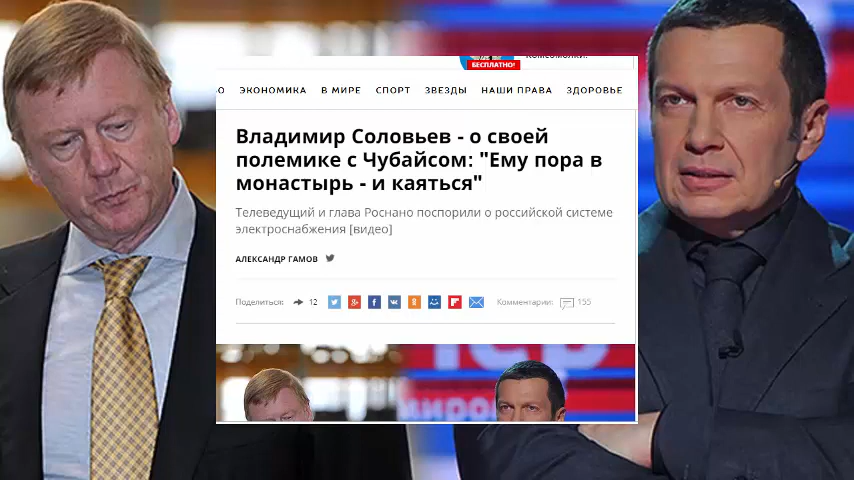 БЕСПЛАТНО!
О ЭКОНОМИКА В МИРЕ СПОРТ ЗВЕЗДЫ НАШИ ПРАВА ЗДОРОВЬЕ
Владимир Соловьев - о своей
полемике с Чубайсом: "Ему пора в
монастырь - и каяться"
Телеведущий и глава Роснано поспорили о российской системе
электроснабжения [видео]
АЛЕКСАНДР ГАМОВ
Поделиться: 12 Комментарии: 155